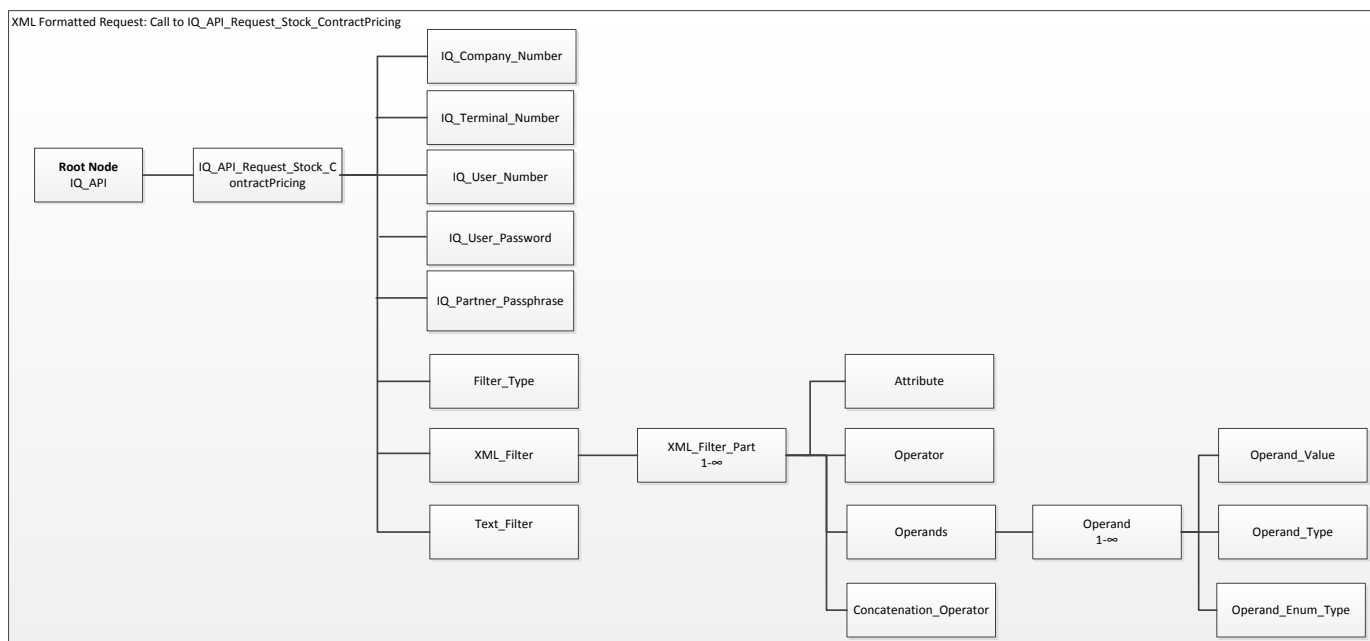 XML Formatted Request: Call to IQ_API_Request_Stock_ContractPricing
IQ_Company_Number
IQ_Terminal_Number
Root Node
IQ_API
IQ_API_Request_Stock_C
ontractPricing
IQ_User_Number
IQ_User_Password
IQ_Partner_Passphrase
Filter_Type
Attribute
XML_Filter
XML_Filter_Part
1-∞
Operator
Operand_Value
Text_Filter
Operands
Operand
1-∞
Operand_Type
Concatenation_Operator
Operand_Enum_Type